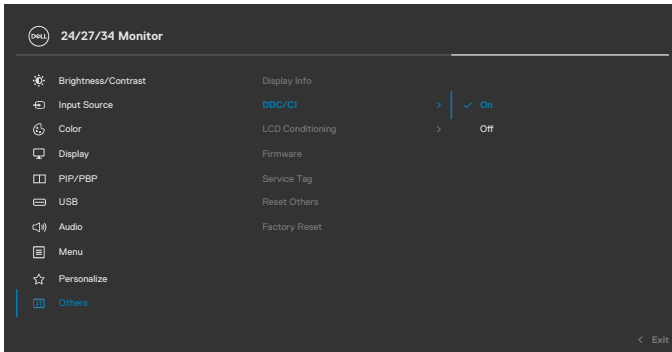 DELL 24/27/34 Monitor
Brightness/Contrast Display Info
Input Source DDC/CI > ✓ On
Color LCD Conditioning > Off
Display Firmware
PIP/PBP Service Tag
USB Reset Others
Audio Factory Reset
Menu
Personalize
Others
< Exit